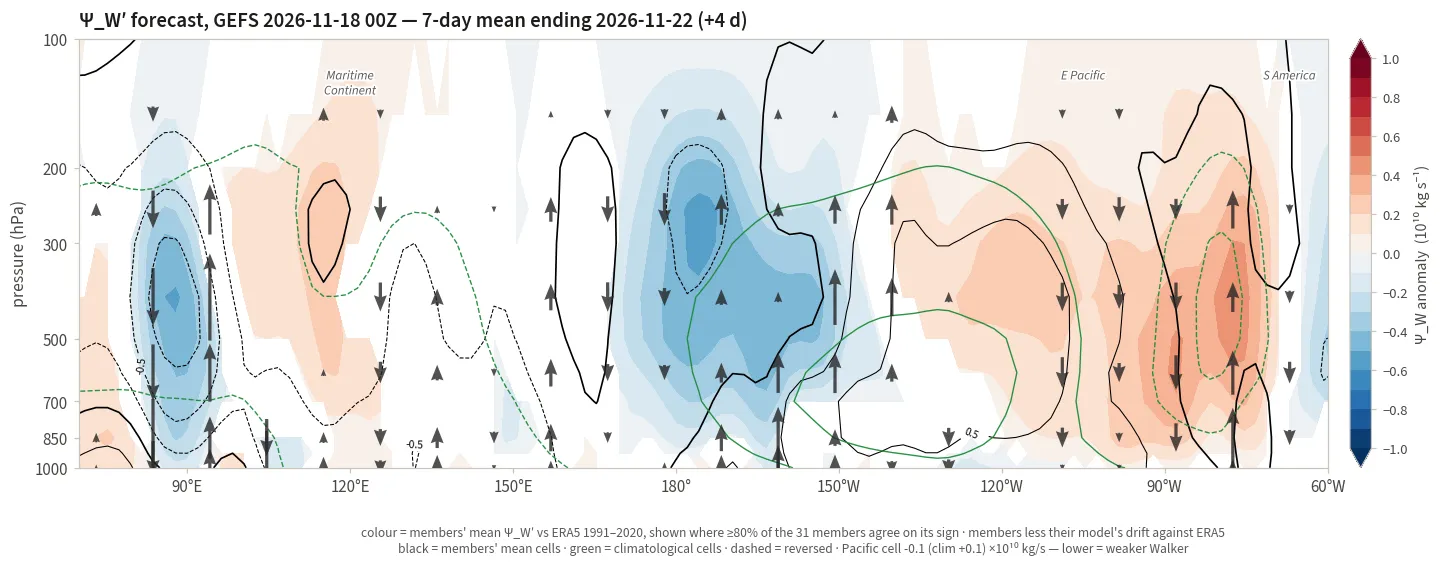 Ψ_W′ forecast, GEFS 2026-11-18 00Z — 7-day mean ending 2026-11-22 (+4 d)
100
200
300
400
500
700
850
1000
pressure (hPa)
Maritime
Continent
E Pacific
S America
-0.5
-0.5
0.5
90°E
120°E
150°E
180°
150°W
120°W
90°W
60°W
1.0
0.8
0.6
0.4
0.2
0.0
−0.2
−0.4
−0.6
−0.8
−1.0
Ψ_W anomaly (10¹⁰ kg s⁻¹)
colour = members' mean Ψ_W′ vs ERA5 1991–2020, shown where ≥80% of the 31 members agree on its sign · members less their model's drift against ERA5
black = members' mean cells · green = climatological cells · dashed = reversed · Pacific cell -0.1 (clim +0.1) ×10¹⁰ kg/s — lower = weaker Walker